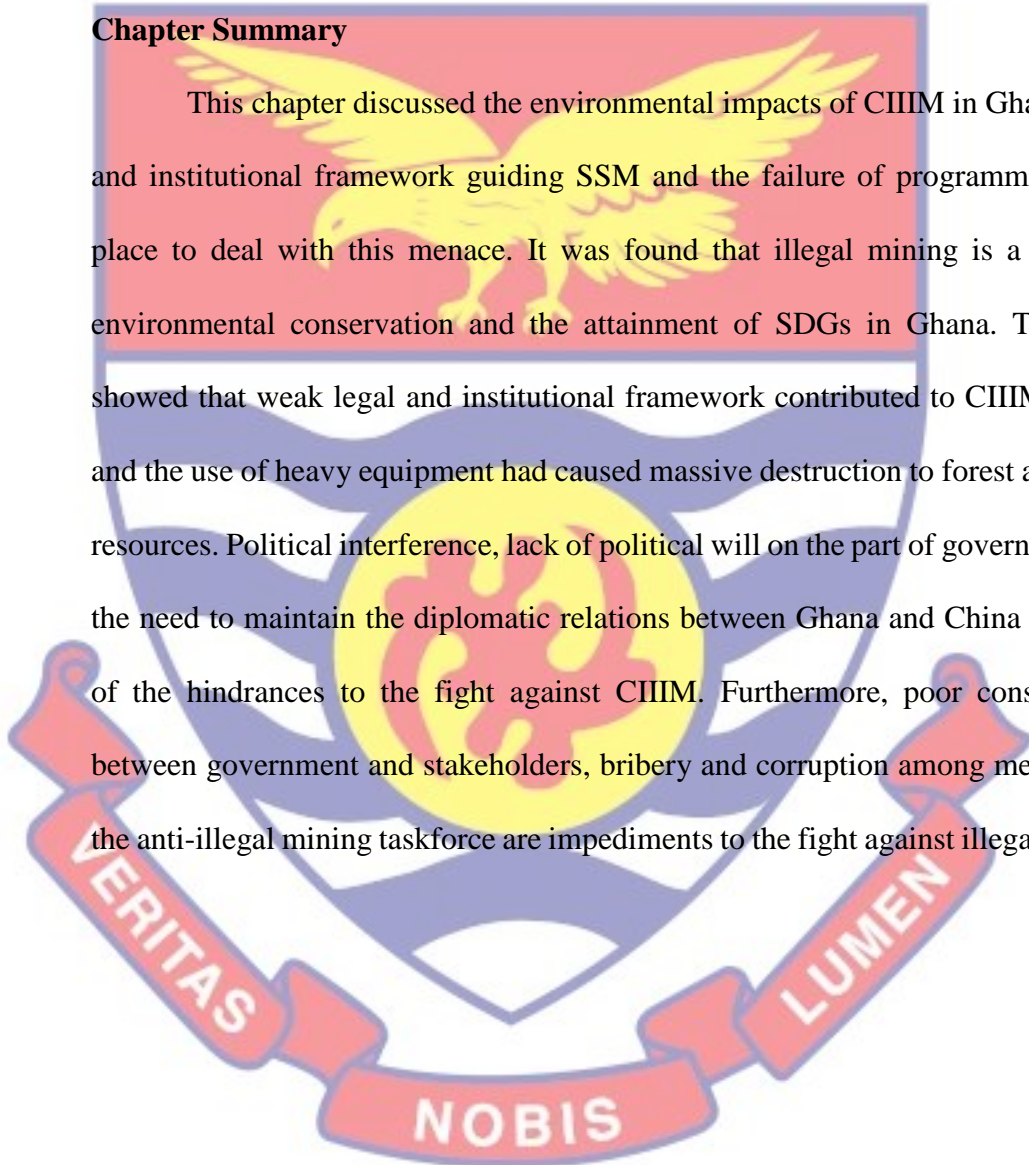 Chapter Summary
This chapter discussed the environmental impacts of CIIIM in Gha
and institutional framework guiding SSM and the failure of programm
place to deal with this menace. It was found that illegal mining is a
environmental conservation and the attainment of SDGs in Ghana. T
showed that weak legal and institutional framework contributed to CIIIM
and the use of heavy equipment had caused massive destruction to forest a
resources. Political interference, lack of political will on the part of govern
the need to maintain the diplomatic relations between Ghana and China
of the hindrances to the fight against CIIIM. Furthermore, poor cons
between government and stakeholders, bribery and corruption among me
the anti-illegal mining taskforce are impediments to the fight against illega
VERITAS
NOBIS
LUMEN